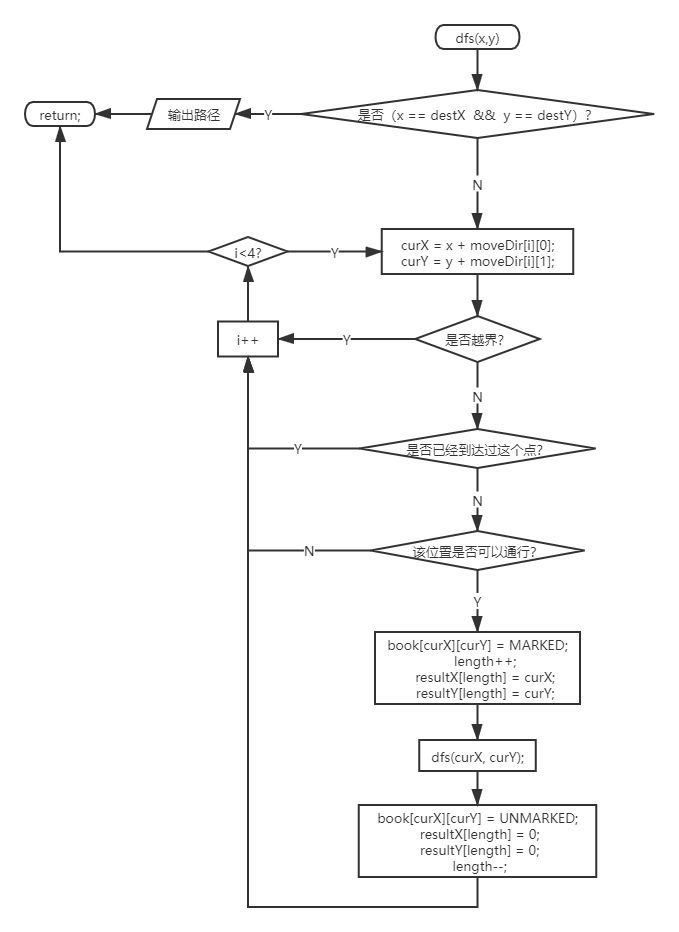 dfs(x,y)
是否（x == destX && y == destY）？
Y
输出路径
return;
N
curX = x + moveDir[i][0];
curY = y + moveDir[i][1];
i<4?
Y
是否越界?
Y
i++
N
是否已经到达过这个点?
Y
N
该位置是否可以通行?
N
Y
book[curX][curY] = MARKED;
length++;
resultX[length] = curX;
resultY[length] = curY;
dfs(curX, curY);
book[curX][curY] = UNMARKED;
resultX[length] = 0;
resultY[length] = 0;
length--;